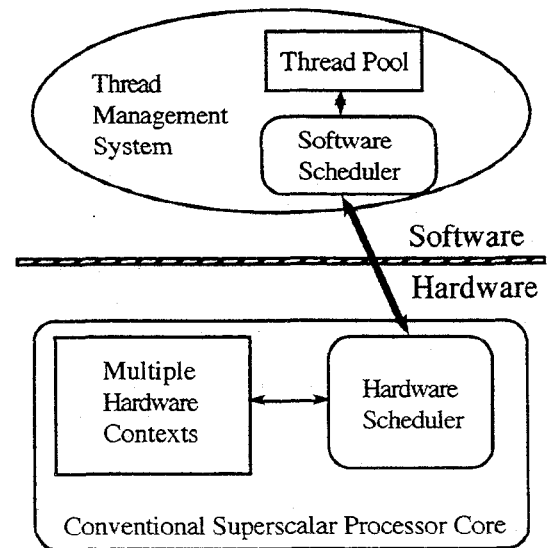 Thread Pool
Thread
Management
System
Software
Scheduler
Software
Hardware
Multiple
Hardware
Contexts
Hardware
Scheduler
Conventional Superscalar Processor Core